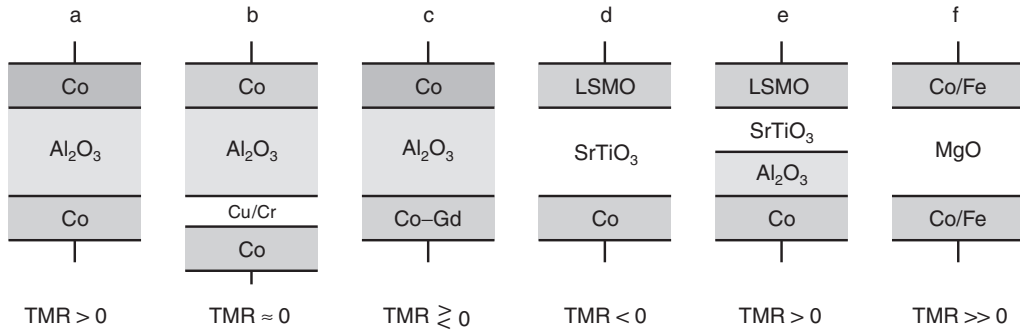 a
Co
Al₂O₃
Co
TMR > 0
b
Co
Al₂O₃
Cu/Cr
Co
TMR ≈ 0
c
Co
Al₂O₃
Co–Gd
TMR ≷ 0
d
LSMO
SrTiO₃
Co
TMR < 0
e
LSMO
SrTiO₃
Al₂O₃
Co
TMR > 0
f
Co/Fe
MgO
Co/Fe
TMR >> 0